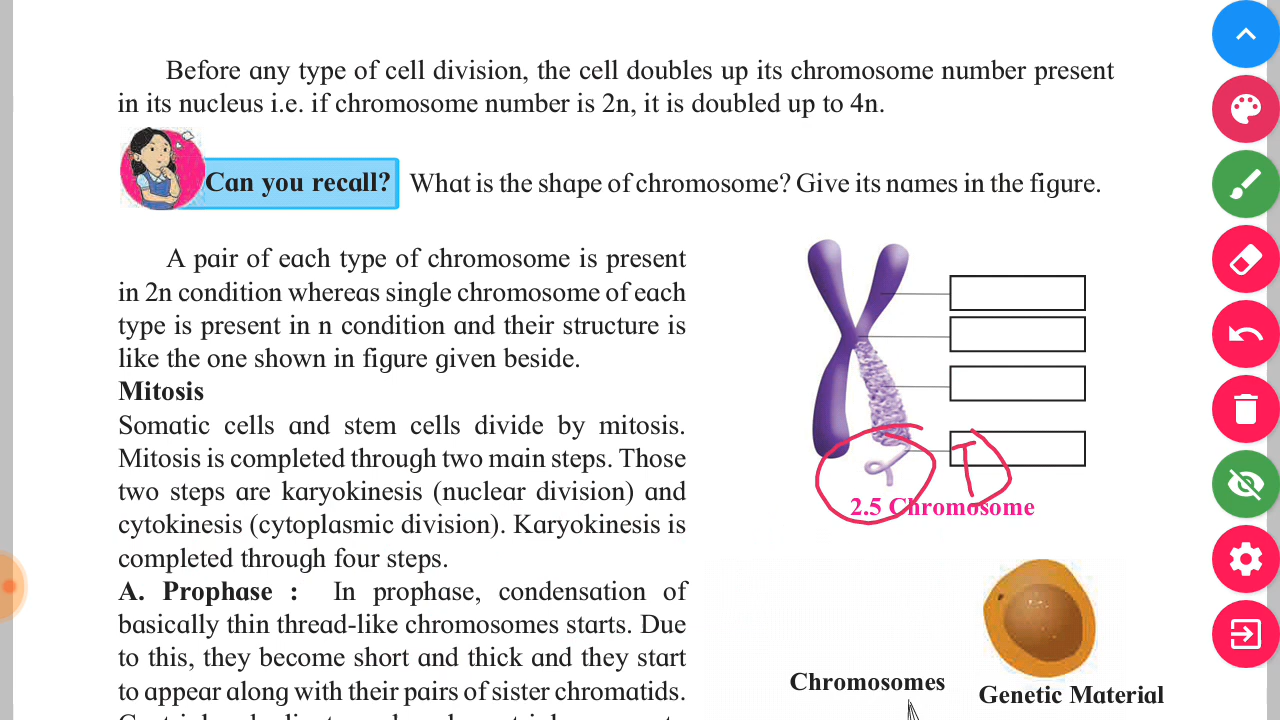 Before any type of cell division, the cell doubles up its chromosome number present
in its nucleus i.e. if chromosome number is 2n, it is doubled up to 4n.
Can you recall? What is the shape of chromosome? Give its names in the figure.
A pair of each type of chromosome is present
in 2n condition whereas single chromosome of each
type is present in n condition and their structure is
like the one shown in figure given beside.
Mitosis
Somatic cells and stem cells divide by mitosis.
Mitosis is completed through two main steps. Those
two steps are karyokinesis (nuclear division) and
cytokinesis (cytoplasmic division). Karyokinesis is
completed through four steps.
A. Prophase : In prophase, condensation of
basically thin thread-like chromosomes starts. Due
to this, they become short and thick and they start
to appear along with their pairs of sister chromatids.
2.5 Chromosome
Chromosomes
Genetic Material